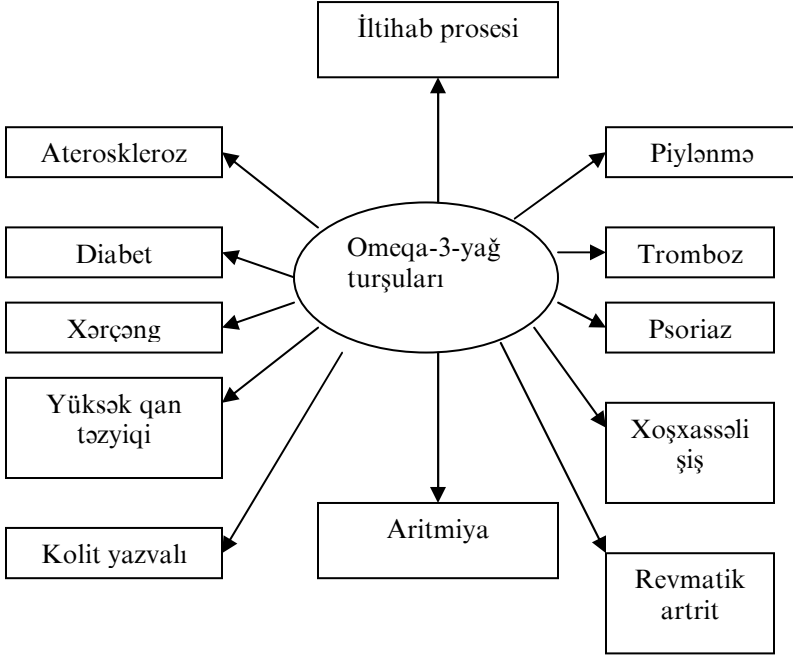 İltihab prosesi
Ateroskleroz
Piylənmə
Omeqa-3-yağ
turşuları
Diabet
Tromboz
Xərçəng
Psoriaz
Yüksək qan
təzyiqi
Xoşxassəli
şiş
Aritmiya
Kolit yazvalı
Revmatik
artrit